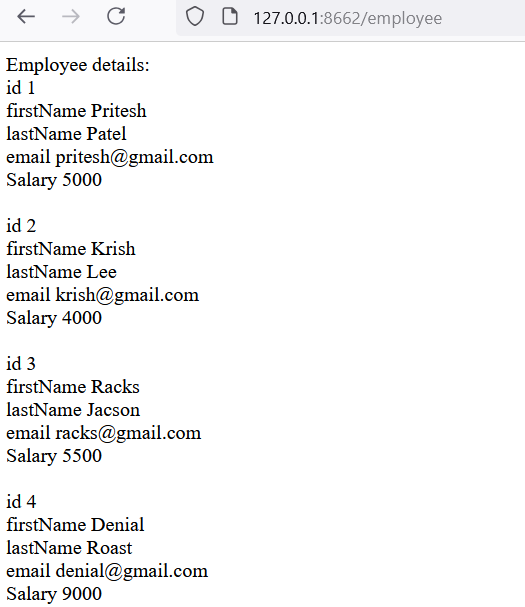 127.0.0.1:8662/employee
Employee details:
id 1
firstName Pritesh
lastName Patel
email pritesh@gmail.com
Salary 5000
id 2
firstName Krish
lastName Lee
email krish@gmail.com
Salary 4000
id 3
firstName Racks
lastName Jacson
email racks@gmail.com
Salary 5500
id 4
firstName Denial
lastName Roast
email denial@gmail.com
Salary 9000